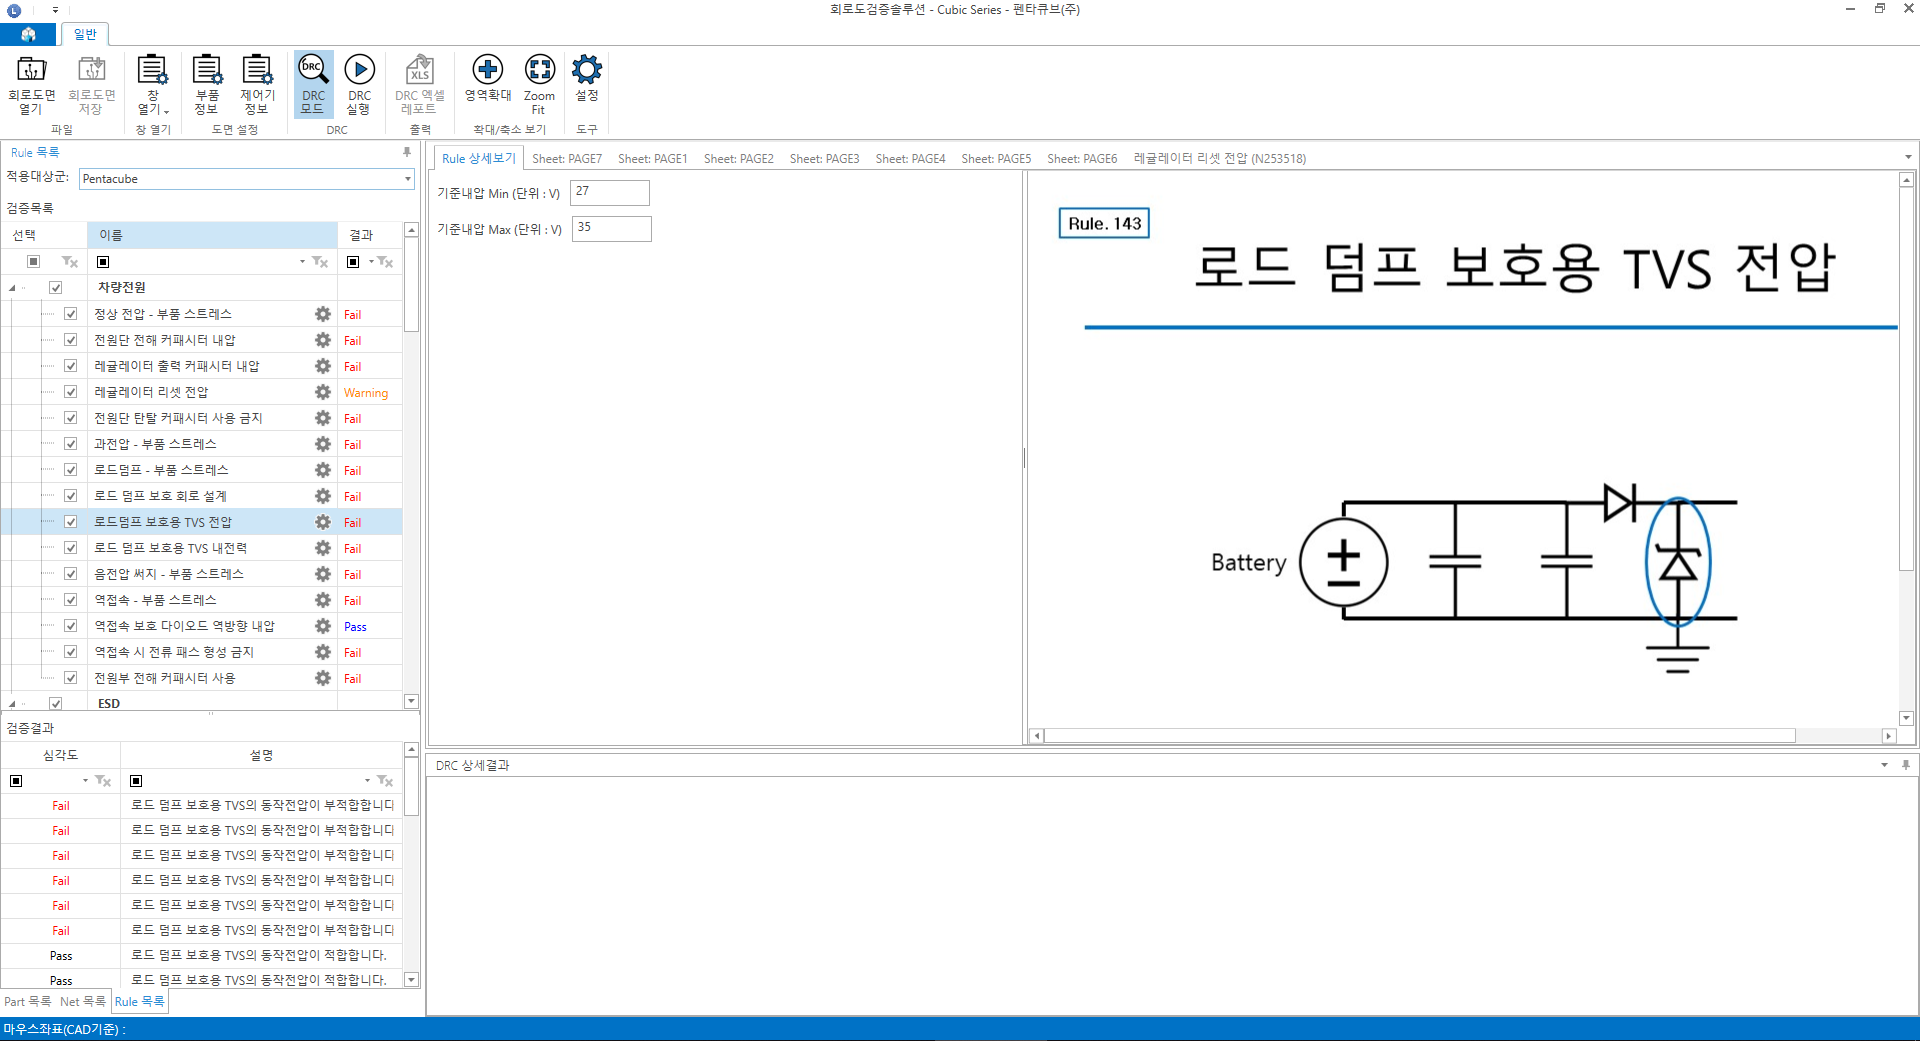 회로도검증솔루션 - Cubic Series - 펜타큐브(주)
일반
회로도면 열기
회로도면 저장
창 열기
부품 정보
제어기 정보
DRC 모드
DRC 실행
XLS
DRC 엑셀 레포트
영역확대
Zoom Fit
설정
파일
창 열기
도면 설정
DRC
출력
확대/축소 보기
도구
Rule 목록
적용대상군: Pentacube
검증목록
선택 이름 결과
차량전원
정상 전압 - 부품 스트레스 Fail
전원단 전해 커패시터 내압 Fail
레귤레이터 출력 커패시터 내압 Fail
레귤레이터 리셋 전압 Warning
전원단 탄탈 커패시터 사용 금지 Fail
과전압 - 부품 스트레스 Fail
로드덤프 - 부품 스트레스 Fail
로드 덤프 보호 회로 설계 Fail
로드덤프 보호용 TVS 전압 Fail
로드 덤프 보호용 TVS 내전력 Fail
음전압 써지 - 부품 스트레스 Fail
역접속 - 부품 스트레스 Fail
역접속 보호 다이오드 역방향 내압 Pass
역접속 시 전류 패스 형성 금지 Fail
전원부 전해 커패시터 사용 Fail
ESD
검증결과
심각도 설명
Fail 로드 덤프 보호용 TVS의 동작전압이 부적합합니다
Fail 로드 덤프 보호용 TVS의 동작전압이 부적합합니다
Fail 로드 덤프 보호용 TVS의 동작전압이 부적합합니다
Fail 로드 덤프 보호용 TVS의 동작전압이 부적합합니다
Fail 로드 덤프 보호용 TVS의 동작전압이 부적합합니다
Fail 로드 덤프 보호용 TVS의 동작전압이 부적합합니다
Pass 로드 덤프 보호용 TVS의 동작전압이 적합합니다.
Pass 로드 덤프 보호용 TVS의 동작전압이 적합합니다.
Part 목록 Net 목록 Rule 목록
Rule 상세보기 Sheet: PAGE7 Sheet: PAGE1 Sheet: PAGE2 Sheet: PAGE3 Sheet: PAGE4 Sheet: PAGE5 Sheet: PAGE6 레귤레이터 리셋 전압 (N253518)
기준내압 Min (단위 : V) 27
기준내압 Max (단위 : V) 35
Rule. 143
로드 덤프 보호용 TVS 전압
Battery
DRC 상세결과
마우스좌표(CAD기준) :